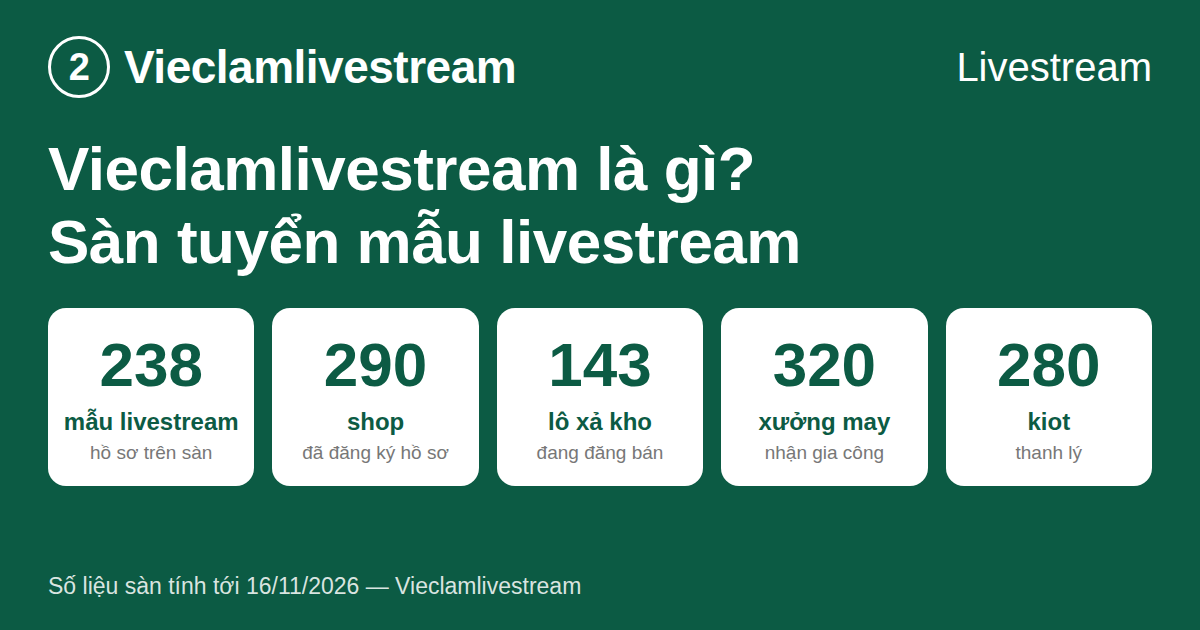 2 Vieclamlivestream
Livestream
Vieclamlivestream là gì?
Sàn tuyển mẫu livestream
238
mẫu livestream
hồ sơ trên sàn
290
shop
đã đăng ký hồ sơ
143
lô xả kho
đang đăng bán
320
xưởng may
nhận gia công
280
kiot
thanh lý
Số liệu sàn tính tới 16/11/2026 — Vieclamlivestream